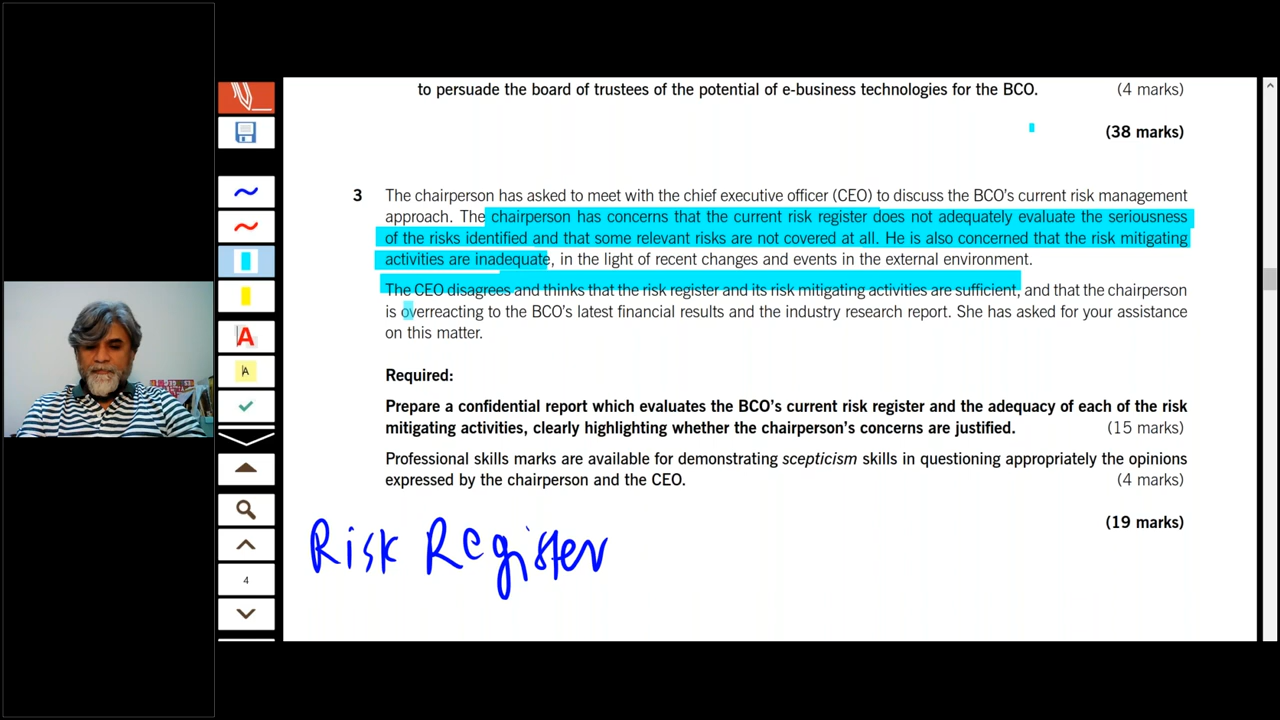 to persuade the board of trustees of the potential of e-business technologies for the BCO. (4 marks)
(38 marks)
3 The chairperson has asked to meet with the chief executive officer (CEO) to discuss the BCO's current risk management
approach. The chairperson has concerns that the current risk register does not adequately evaluate the seriousness
of the risks identified and that some relevant risks are not covered at all. He is also concerned that the risk mitigating
activities are inadequate, in the light of recent changes and events in the external environment.
The CEO disagrees and thinks that the risk register and its risk mitigating activities are sufficient, and that the chairperson
is overreacting to the BCO's latest financial results and the industry research report. She has asked for your assistance
on this matter.
Required:
Prepare a confidential report which evaluates the BCO's current risk register and the adequacy of each of the risk
mitigating activities, clearly highlighting whether the chairperson's concerns are justified. (15 marks)
Professional skills marks are available for demonstrating scepticism skills in questioning appropriately the opinions
expressed by the chairperson and the CEO. (4 marks)
(19 marks)
Risk Register
A
A
4